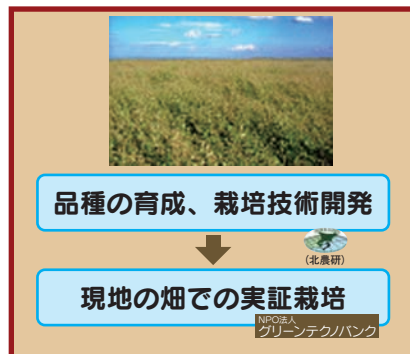 品種の育成、栽培技術開発
(北農研)
現地の畑での実証栽培
NPO法人
グリーンテクノバンク